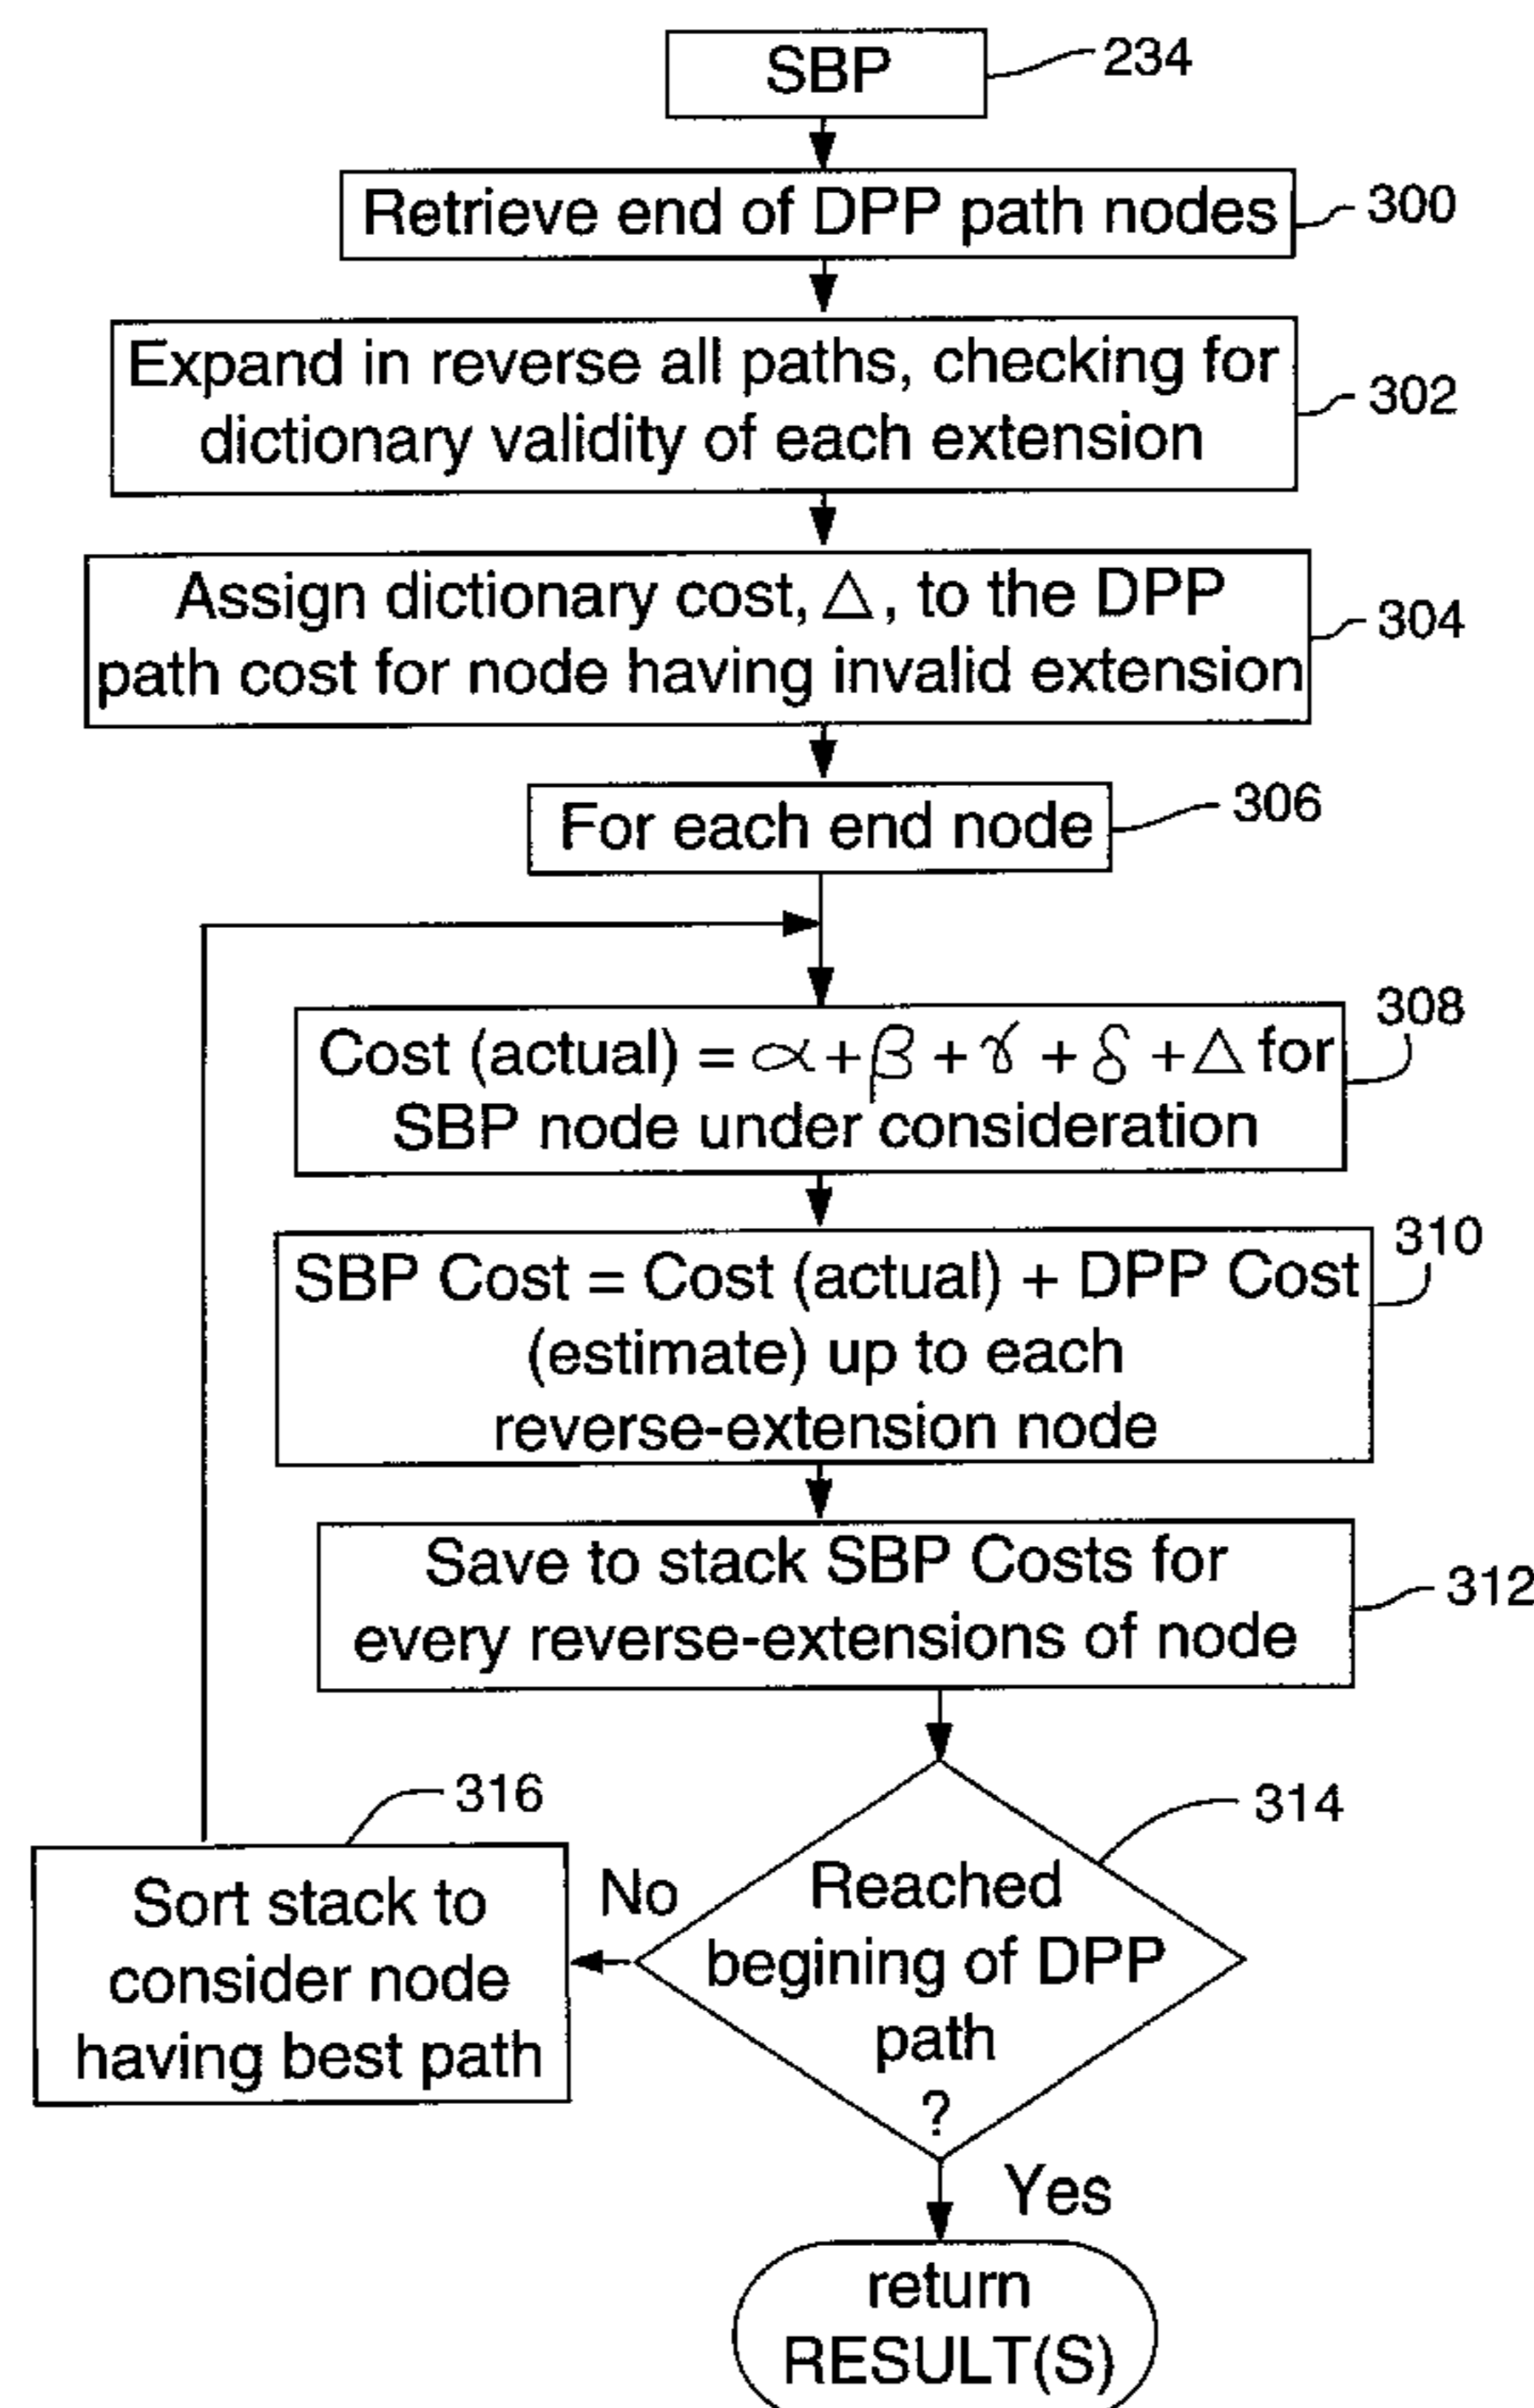 SBP
234
Retrieve end of DPP path nodes
300
Expand in reverse all paths, checking for
dictionary validity of each extension
302
Assign dictionary cost, △, to the DPP
path cost for node having invalid extension
304
For each end node
306
Cost (actual) = α + β + γ + δ + △ for
SBP node under consideration
308
SBP Cost = Cost (actual) + DPP Cost
(estimate) up to each
reverse-extension node
310
Save to stack SBP Costs for
every reverse-extensions of node
312
316
Sort stack to
consider node
having best path
No
314
Reached
begining of DPP
path
?
Yes
return
RESULT(S)